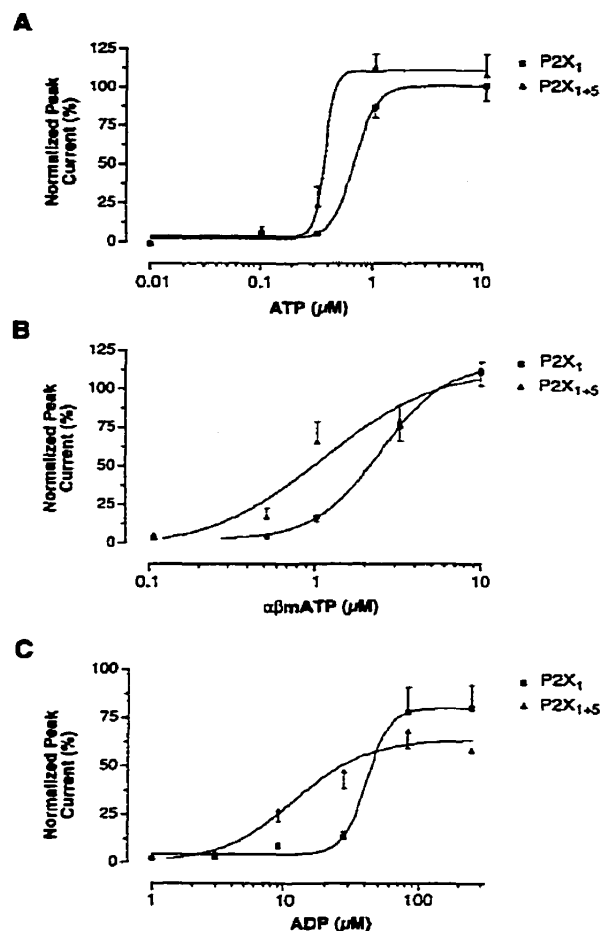 A
Normalized Peak
Current (%)
125
100
75
50
25
0
0.01
0.1
1
10
ATP (µM)
P2X₁
P2X₁₊₅
B
Normalized Peak
Current (%)
125
100
75
50
25
0
0.1
1
10
αβmATP (µM)
P2X₁
P2X₁₊₅
C
Normalized Peak
Current (%)
100
75
50
25
0
1
10
100
ADP (µM)
P2X₁
P2X₁₊₅